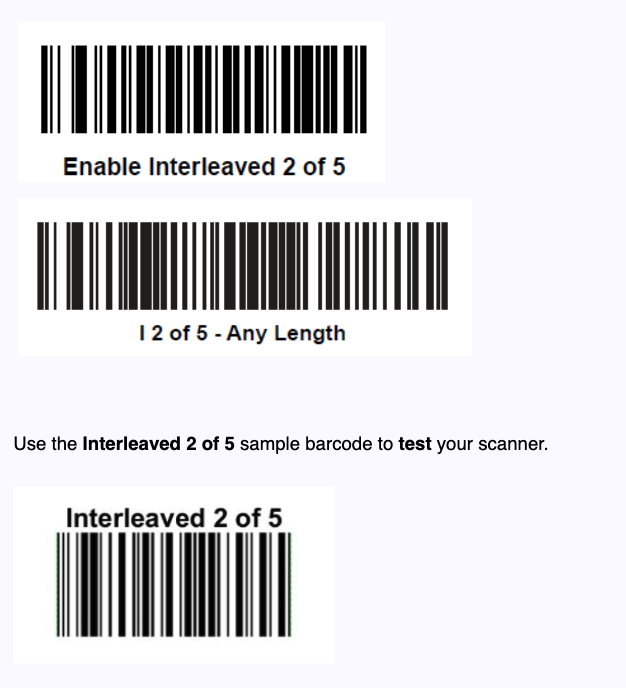 Enable Interleaved 2 of 5
I 2 of 5 - Any Length
Use the Interleaved 2 of 5 sample barcode to test your scanner.
Interleaved 2 of 5